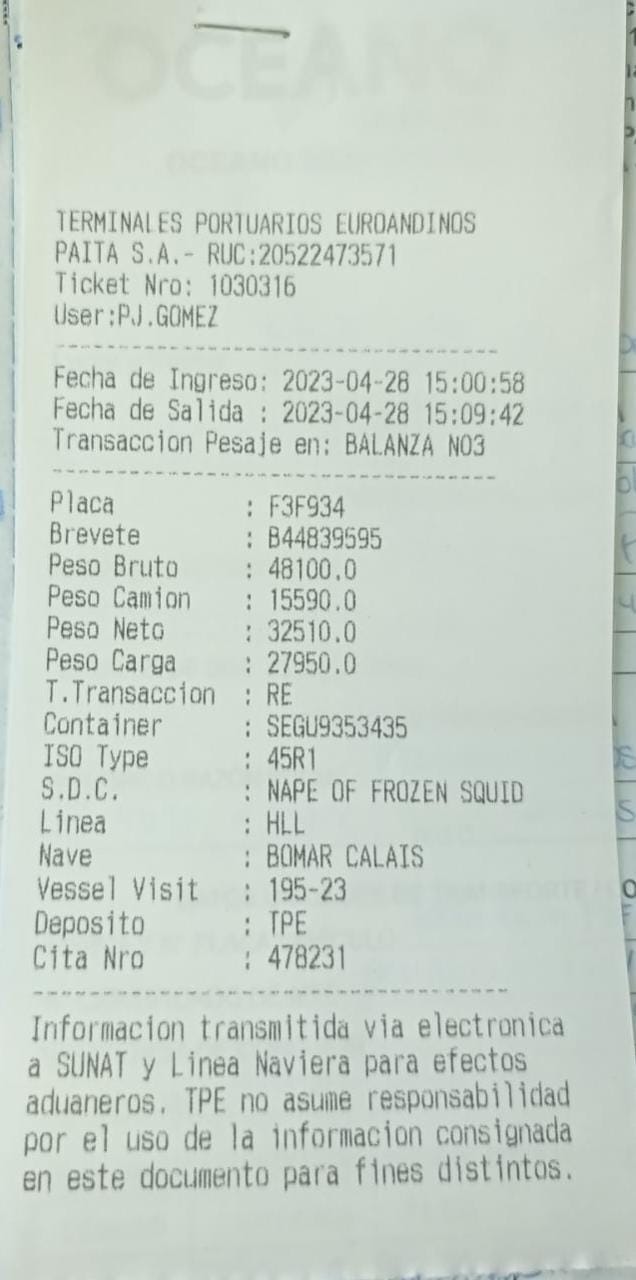 TERMINALES PORTUARIOS EUROANDINOS
PAITA S.A.- RUC:20522473571
Ticket Nro: 1030316
User:PJ.GOMEZ
Fecha de Ingreso: 2023-04-28 15:00:58
Fecha de Salida : 2023-04-28 15:09:42
Transaccion Pesaje en: BALANZA NO3
Placa : F3F934
Brevete : B44839595
Peso Bruto : 48100.0
Peso Camion : 15590.0
Peso Neto : 32510.0
Peso Carga : 27950.0
T.Transaccion : RE
Container : SEGU9353435
ISO Type : 45R1
S.D.C. : NAPE OF FROZEN SQUID
Linea : HLL
Nave : BOMAR CALAIS
Vessel Visit : 195-23
Deposito : TPE
Cita Nro : 478231
Informacion transmitida via electronica
a SUNAT y Linea Naviera para efectos
aduaneros. TPE no asume responsabilidad
por el uso de la informacion consignada
en este documento para fines distintos.